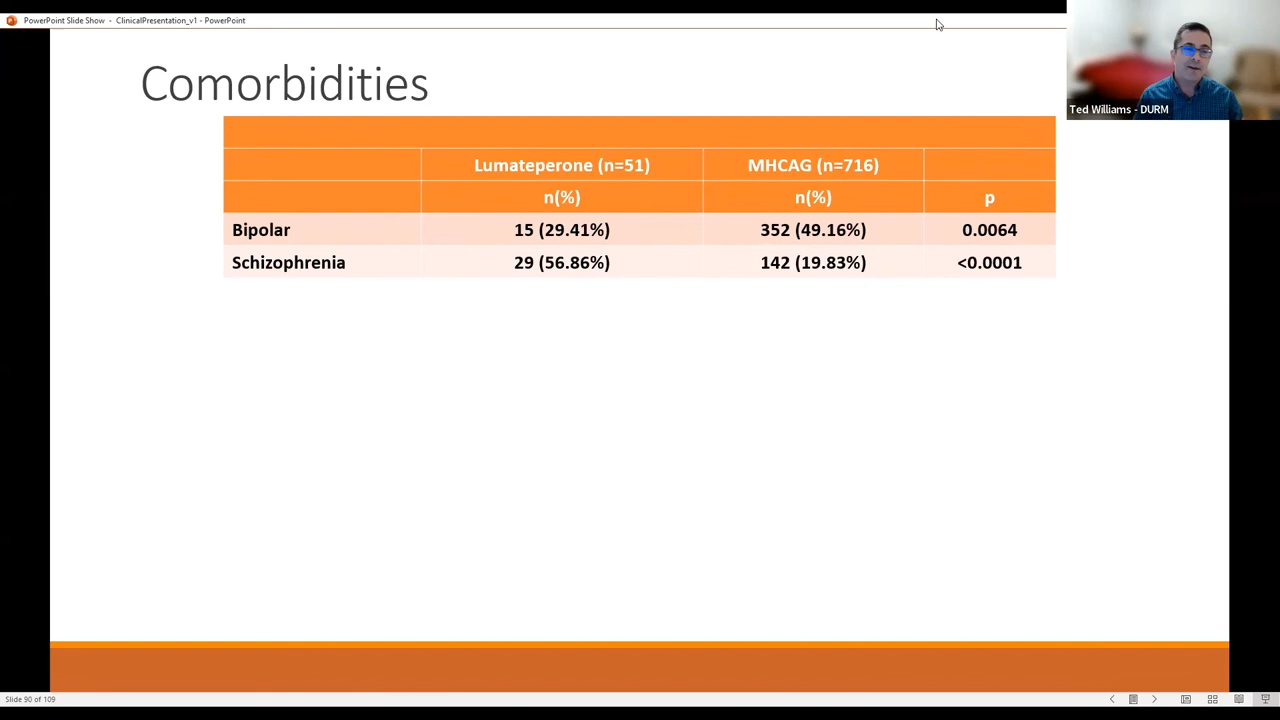 PowerPoint Slide Show - ClinicalPresentation_v1 - PowerPoint
Ted Williams - DURM
Comorbidities
Lumateperone (n=51) MHCAG (n=716)
n(%) n(%) p
Bipolar 15 (29.41%) 352 (49.16%) 0.0064
Schizophrenia 29 (56.86%) 142 (19.83%) <0.0001
Slide 90 of 109